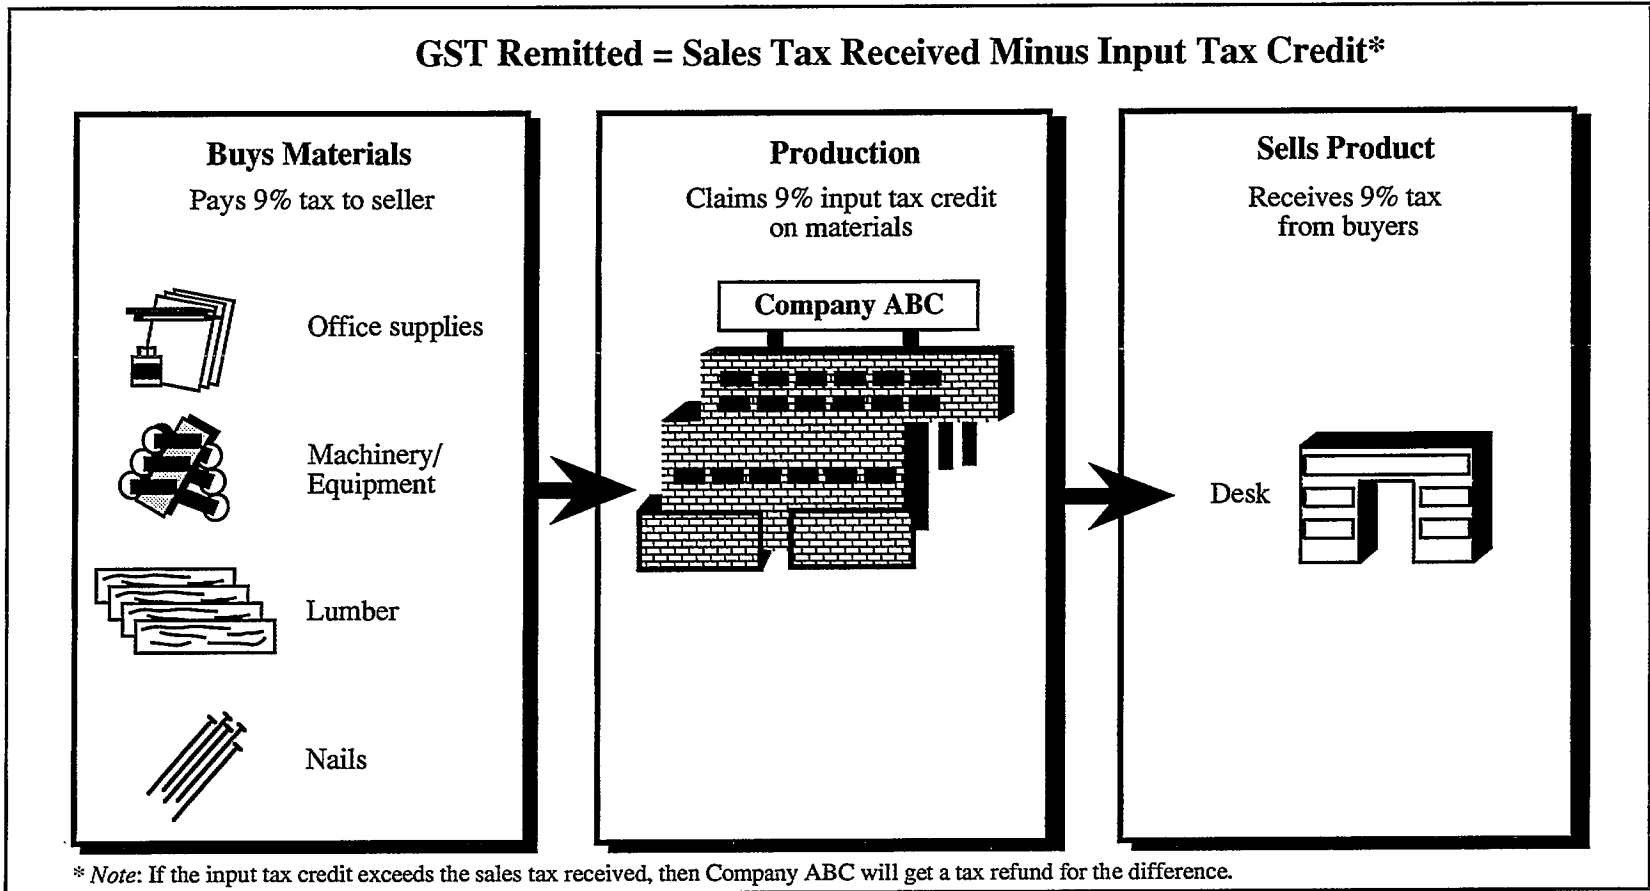 GST Remitted = Sales Tax Received Minus Input Tax Credit*
Buys Materials
Pays 9% tax to seller
Office supplies
Machinery/
Equipment
Lumber
Nails
Production
Claims 9% input tax credit
on materials
Company ABC
Sells Product
Receives 9% tax
from buyers
Desk
* Note: If the input tax credit exceeds the sales tax received, then Company ABC will get a tax refund for the difference.